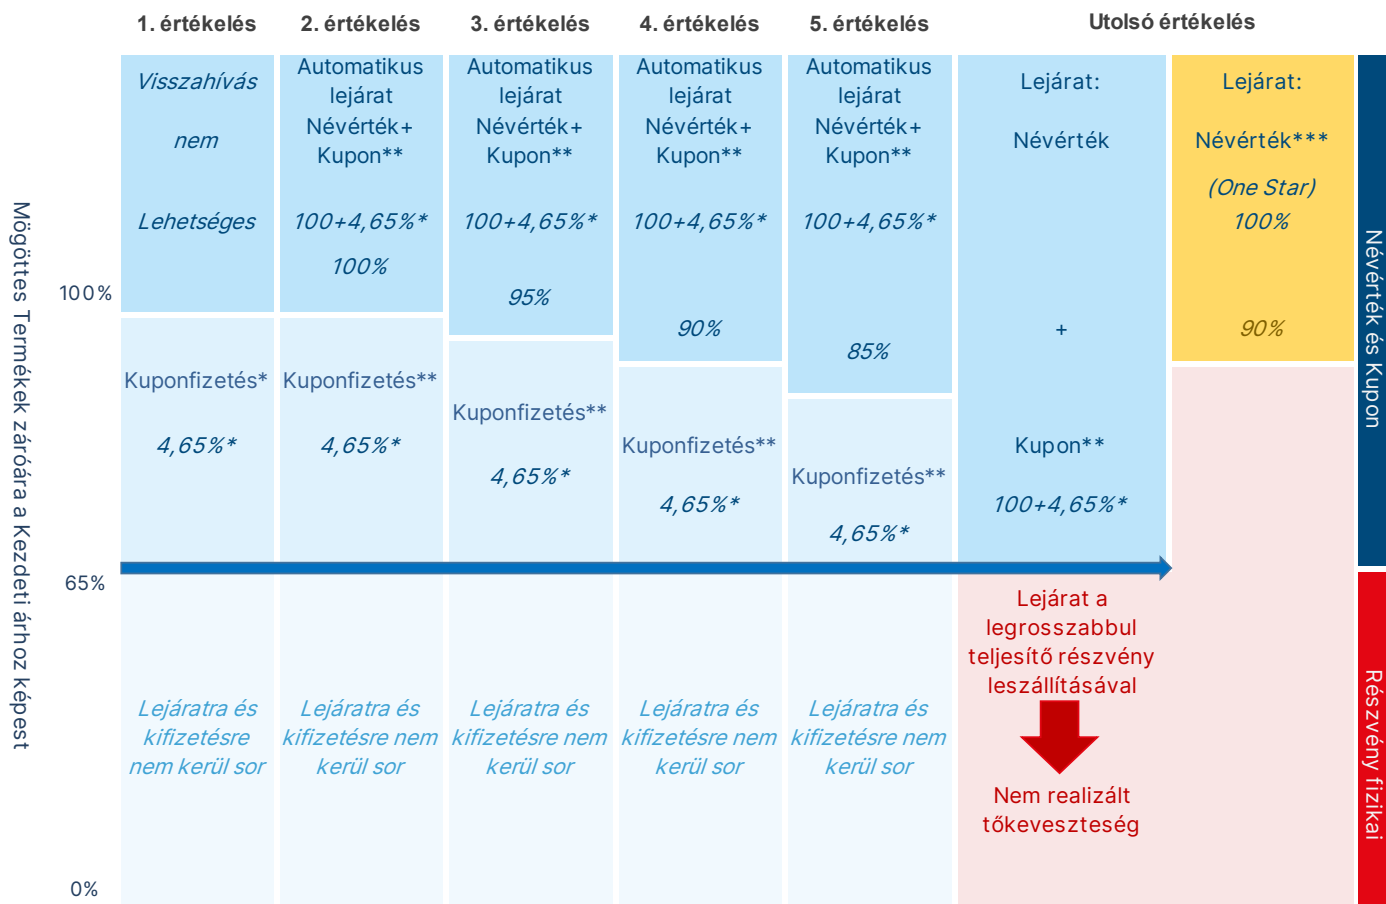 1. értékelés
2. értékelés
3. értékelés
4. értékelés
5. értékelés
Utolsó értékelés
Mögöttes Termékek záróára a Kezdeti árhoz képest
100%
65%
0%
Visszahívás
nem
Lehetséges
Kuponfizetés*
4,65%*
Lejáratra és
kifizetésre
nem kerül sor
Automatikus
lejárat
Névérték+
Kupon**
100+4,65%*
100%
Kuponfizetés**
4,65%*
Lejáratra és
kifizetésre nem
kerül sor
Automatikus
lejárat
Névérték+
Kupon**
100+4,65%*
95%
Kuponfizetés**
4,65%*
Lejáratra és
kifizetésre nem
kerül sor
Automatikus
lejárat
Névérték+
Kupon**
100+4,65%*
90%
Kuponfizetés**
4,65%*
Lejáratra és
kifizetésre nem
kerül sor
Automatikus
lejárat
Névérték+
Kupon**
100+4,65%*
85%
Kuponfizetés**
4,65%*
Lejáratra és
kifizetésre nem
kerül sor
Lejárat:
Névérték
+
Kupon**
100+4,65%*
Lejárat a
legrosszabbul
teljesítő részvény
leszállításával
Nem realizált
tőkeveszteség
Lejárat:
Névérték***
(One Star)
100%
90%
Névérték és Kupon
Részvény fizikai